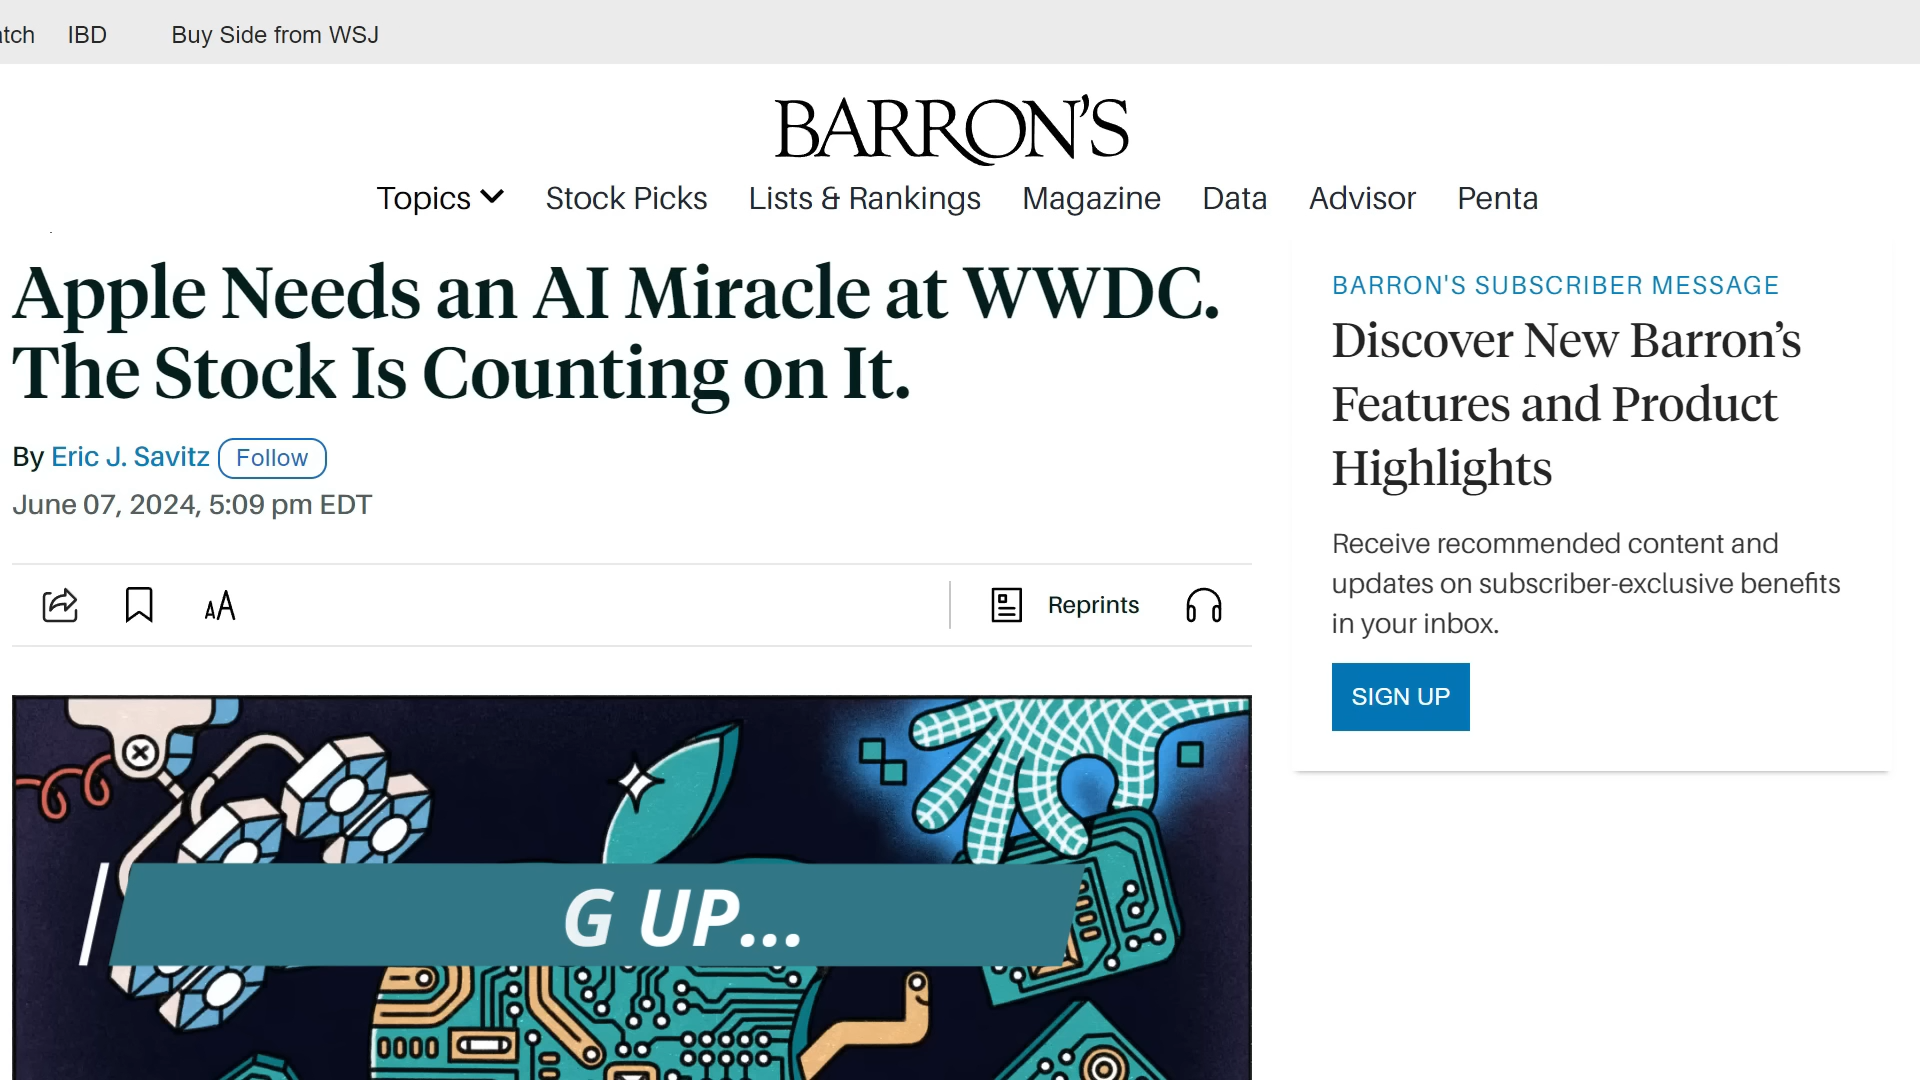 IBD Buy Side from WSJ
BARRON'S
Topics Stock Picks Lists & Rankings Magazine Data Advisor Penta
Apple Needs an AI Miracle at WWDC.
The Stock Is Counting on It.
By Eric J. Savitz Follow
June 07, 2024, 5:09 pm EDT
AA
Reprints
BARRON'S SUBSCRIBER MESSAGE
Discover New Barron’s
Features and Product
Highlights
Receive recommended content and
updates on subscriber-exclusive benefits
in your inbox.
SIGN UP
G UP...